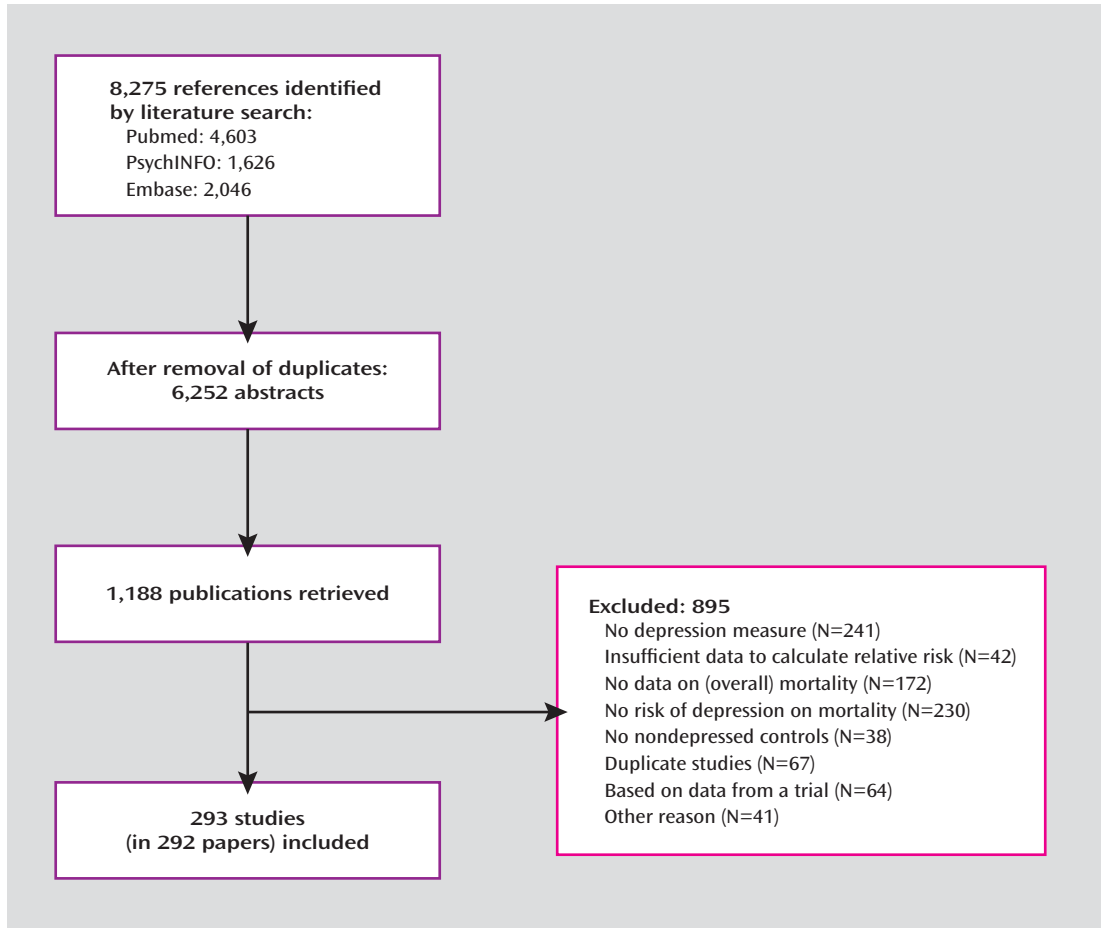 8,275 references identified
by literature search:
Pubmed: 4,603
PsychINFO: 1,626
Embase: 2,046
After removal of duplicates:
6,252 abstracts
1,188 publications retrieved
Excluded: 895
No depression measure (N=241)
Insufficient data to calculate relative risk (N=42)
No data on (overall) mortality (N=172)
No risk of depression on mortality (N=230)
No nondepressed controls (N=38)
Duplicate studies (N=67)
Based on data from a trial (N=64)
Other reason (N=41)
293 studies
(in 292 papers) included